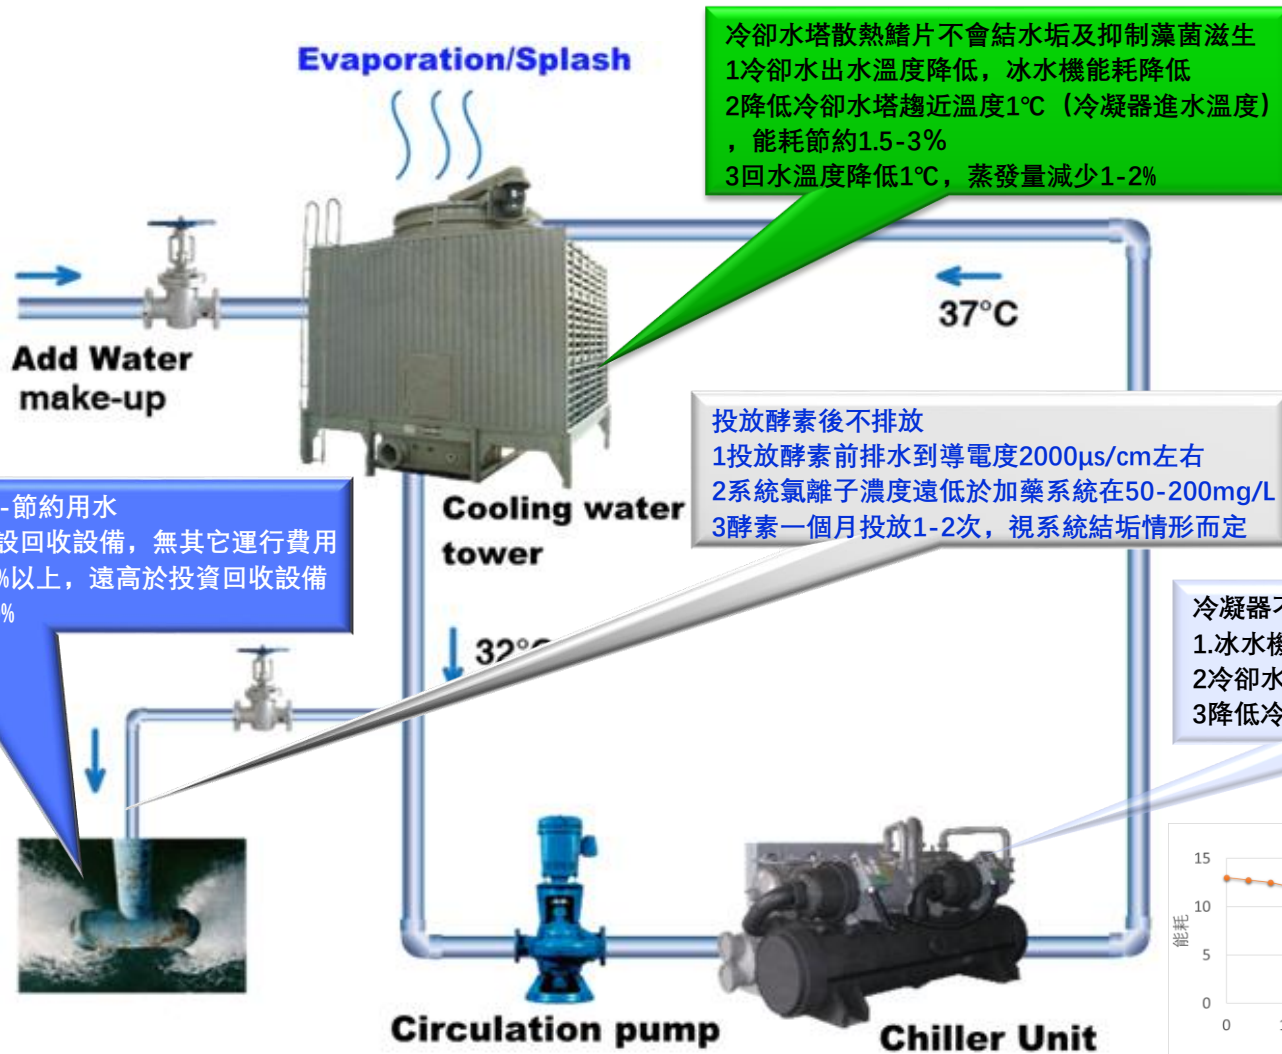 Evaporation/Splash
冷卻水塔散熱鰭片不會結水垢及抑制藻菌滋生
1冷卻水出水溫度降低，冰水機能耗降低
2降低冷卻水塔趨近溫度1℃（冷凝器進水溫度）
，能耗節約1.5-3%
3回水溫度降低1℃，蒸發量減少1-2%
37°C
Add Water
make-up
投放酵素後不排放
1投放酵素前排水到導電度2000μs/cm左右
2系統氯離子濃度遠低於加藥系統在50-200mg/L
3酵素一個月投放1-2次，視系統結垢情形而定
Cooling water
tower
-節約用水
設回收設備，無其它運行費用
%以上，遠高於投資回收設備
%
32°C
冷凝器不
1.冰水機
2冷卻水
3降低冷
15
10
5
0
能耗
0
Circulation pump
Chiller Unit